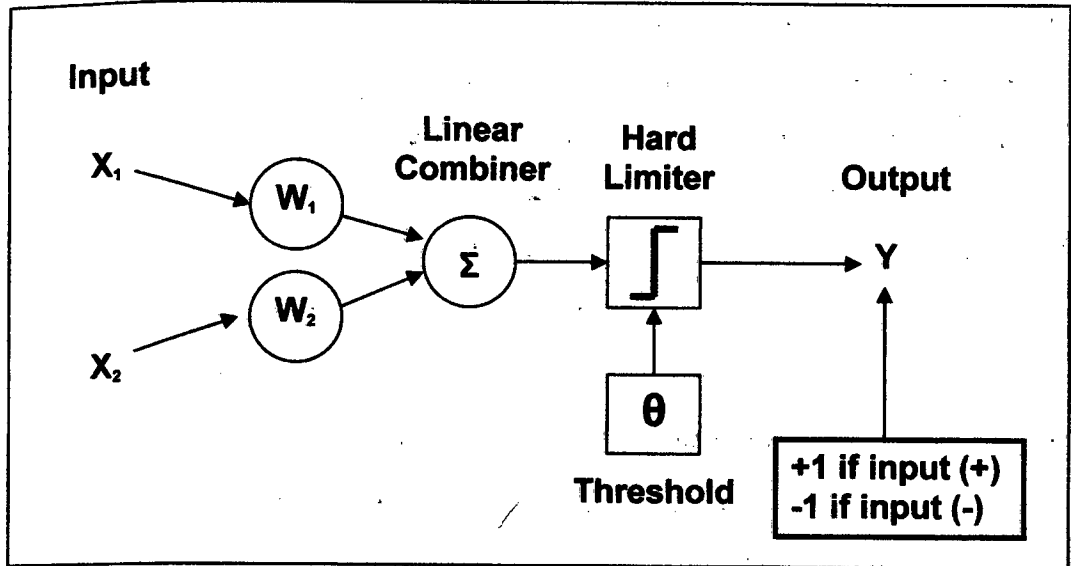 Input
Linear
Combiner
Hard
Limiter
Output
X₁
W₁
Σ
Y
W₂
X₂
θ
Threshold
+1 if input (+)
-1 if input (-)